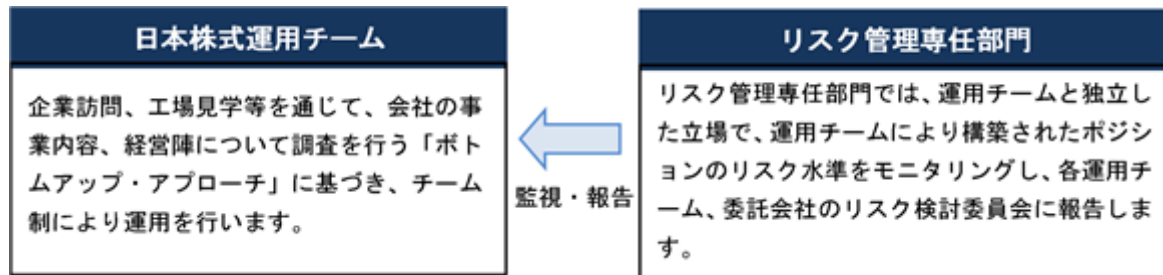 日本株式運用チーム
企業訪問、工場見学等を通じて、会社の事
業内容、経営陣について調査を行う「ボト
ムアップ・アプローチ」に基づき、チーム
制により運用を行います。
監視・報告
リスク管理専任部門
リスク管理専任部門では、運用チームと独立し
た立場で、運用チームにより構築されたポジシ
ョンのリスク水準をモニタリングし、各運用チ
ーム、委託会社のリスク検討委員会に報告しま
す。